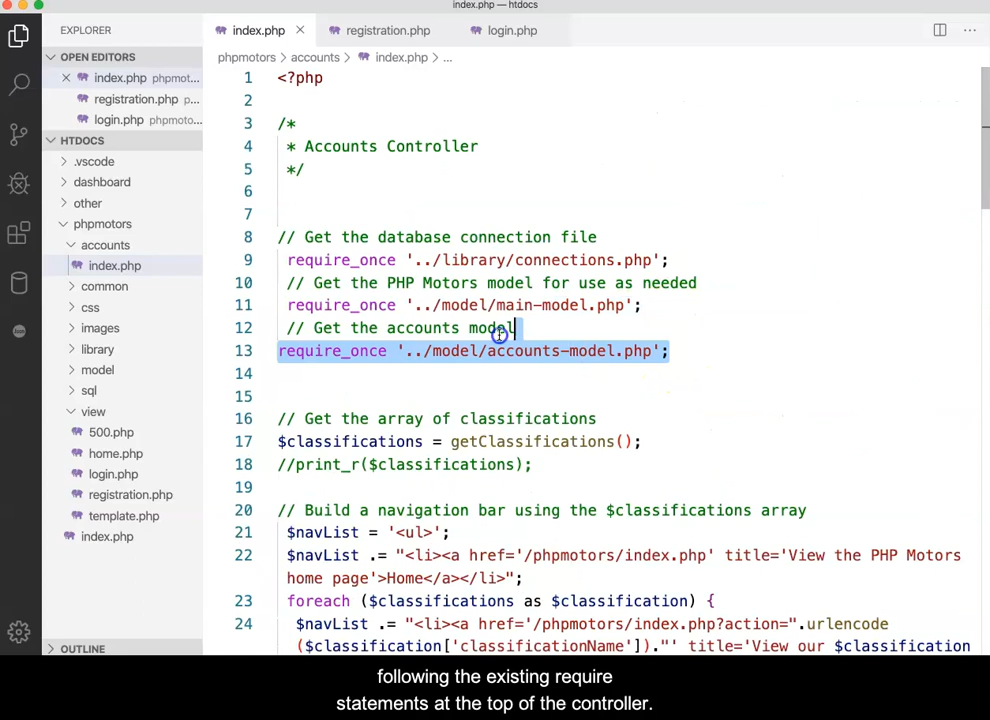 index.php — htdocs
EXPLORER
index.php
registration.php
login.php
OPEN EDITORS
phpmotors > accounts > index.php > ...
index.php phpmot...
registration.php p...
login.php phpmoto...
HTDOCS
.vscode
dashboard
other
phpmotors
accounts
index.php
common
css
images
library
model
sql
view
500.php
home.php
login.php
registration.php
template.php
index.php
OUTLINE
1 <?php
2
3 /*
4 * Accounts Controller
5 */
6
7
8 // Get the database connection file
9 require_once '../library/connections.php';
10 // Get the PHP Motors model for use as needed
11 require_once '../model/main-model.php';
12 // Get the accounts model
13 require_once '../model/accounts-model.php';
14
15
16 // Get the array of classifications
17 $classifications = getClassifications();
18 //print_r($classifications);
19
20 // Build a navigation bar using the $classifications array
21 $navList = '<ul>';
22 $navList .= "<li><a href='/phpmotors/index.php' title='View the PHP Motors
home page'>Home</a></li>";
23 foreach ($classifications as $classification) {
24 $navList .= "<li><a href='/phpmotors/index.php?action=".urlencode
($classification['classificationName'])."' title='View our $classification
following the existing require
statements at the top of the controller.